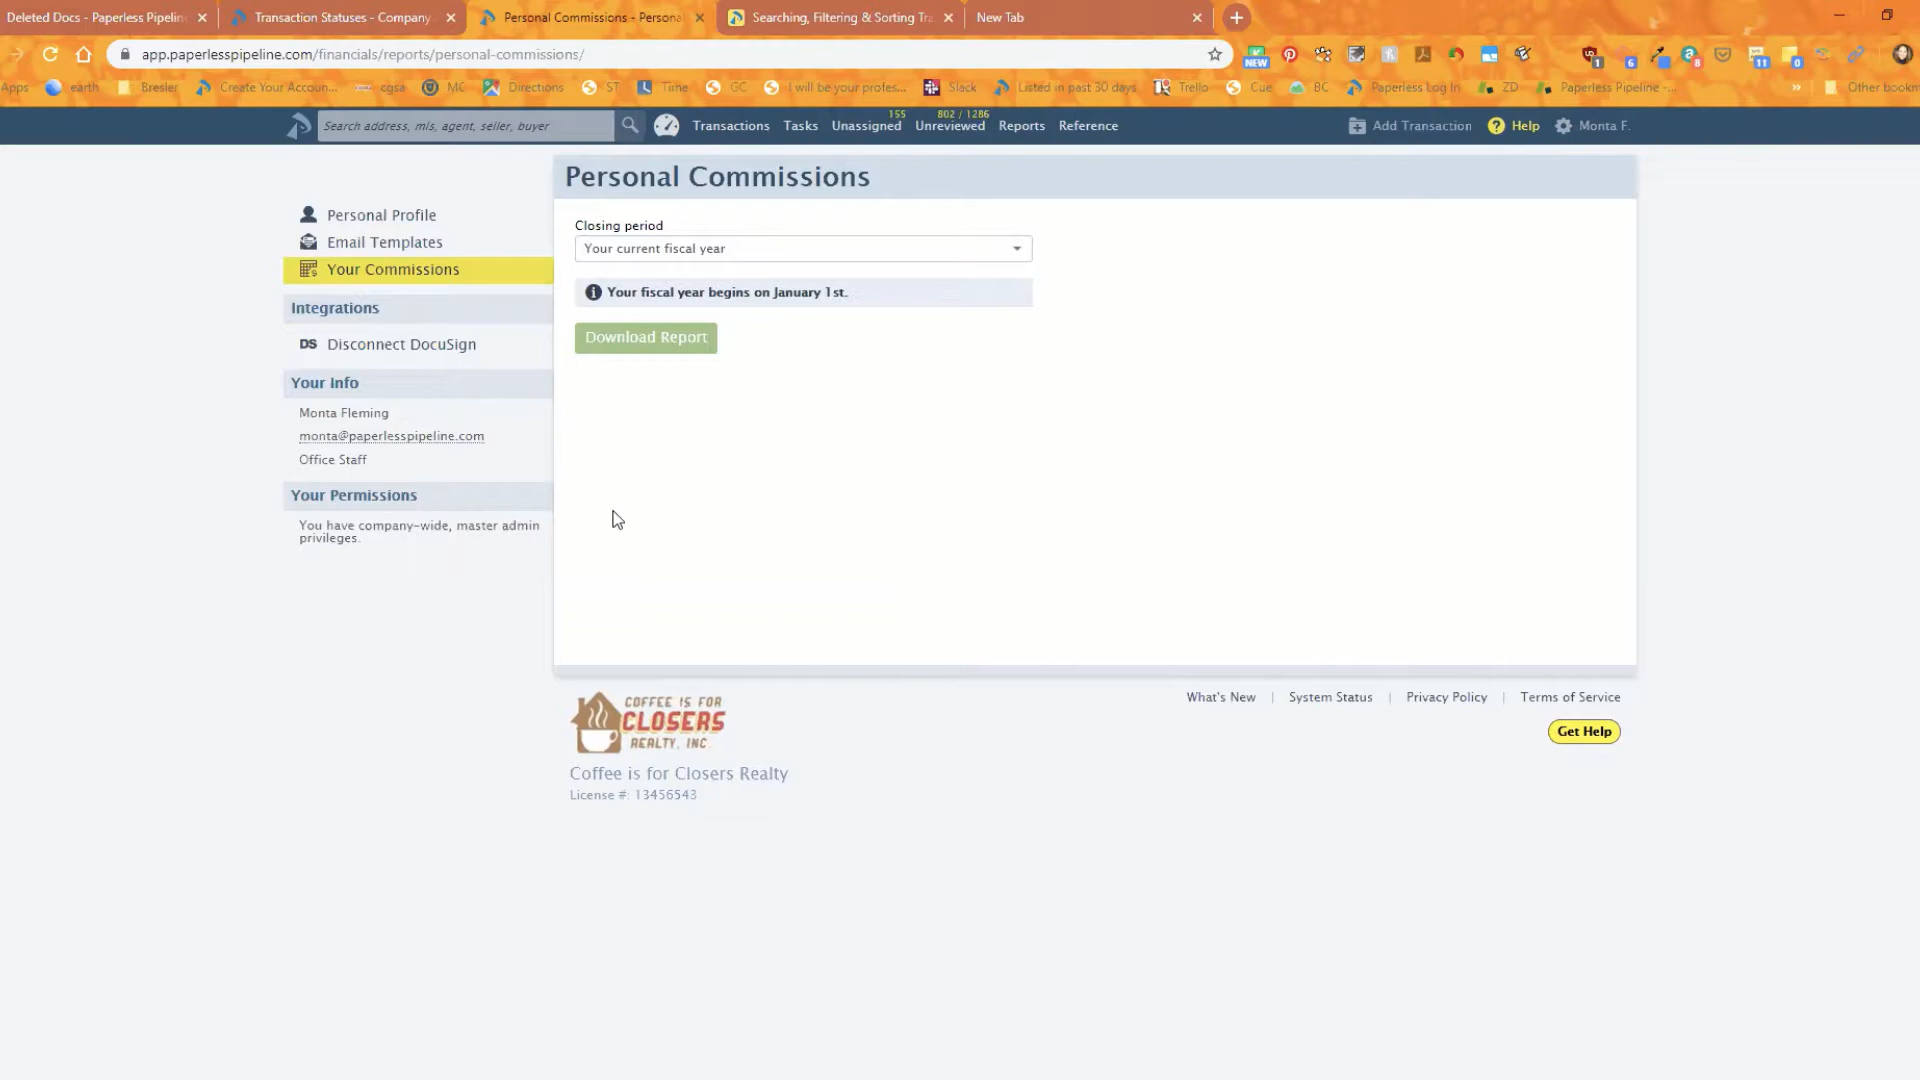 Deleted Docs - Paperless Pipelin
Transaction Statuses - Company
Personal Commissions - Persona
Searching, Filtering & Sorting Tra
New Tab
app.paperlesspipeline.com/financials/reports/personal-commissions/
NEW
1
6
8
11
0
Apps
earth
Bresler
Create Your Accoun...
cgsa
MC
Directions
ST
Time
GC
I will be your profes...
Slack
Listed in past 30 days
Trello
Cue
BC
Paperless Log In
ZD
Paperless Pipeline -...
»
Other bookm
Search address, mls, agent, seller, buyer
Transactions
Tasks
155
Unassigned
802 / 1286
Unreviewed
Reports
Reference
Add Transaction
Help
Monta F.
Personal Profile
Email Templates
Your Commissions
Integrations
DS Disconnect DocuSign
Your Info
Monta Fleming
monta@paperlesspipeline.com
Office Staff
Your Permissions
You have company-wide, master admin
privileges.
Personal Commissions
Closing period
Your current fiscal year
Your fiscal year begins on January 1st.
Download Report
COFFEE IS FOR
CLOSERS
REALTY, INC.
Coffee is for Closers Realty
License #: 13456543
What's New | System Status | Privacy Policy | Terms of Service
Get Help